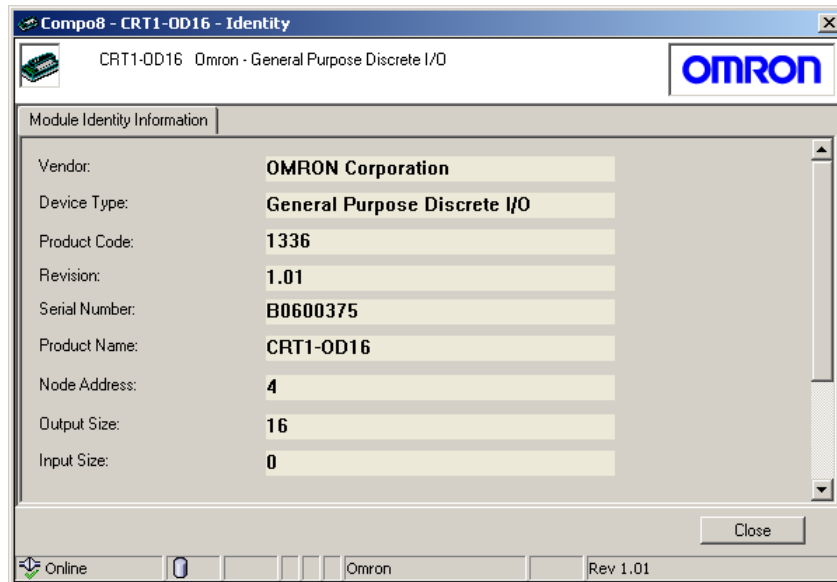 Compo8 - CRT1-OD16 - Identity
CRT1-OD16 Omron - General Purpose Discrete I/O
OMRON
Module Identity Information
Vendor: OMRON Corporation
Device Type: General Purpose Discrete I/O
Product Code: 1336
Revision: 1.01
Serial Number: B0600375
Product Name: CRT1-OD16
Node Address: 4
Output Size: 16
Input Size: 0
Close
Online Omron Rev 1.01